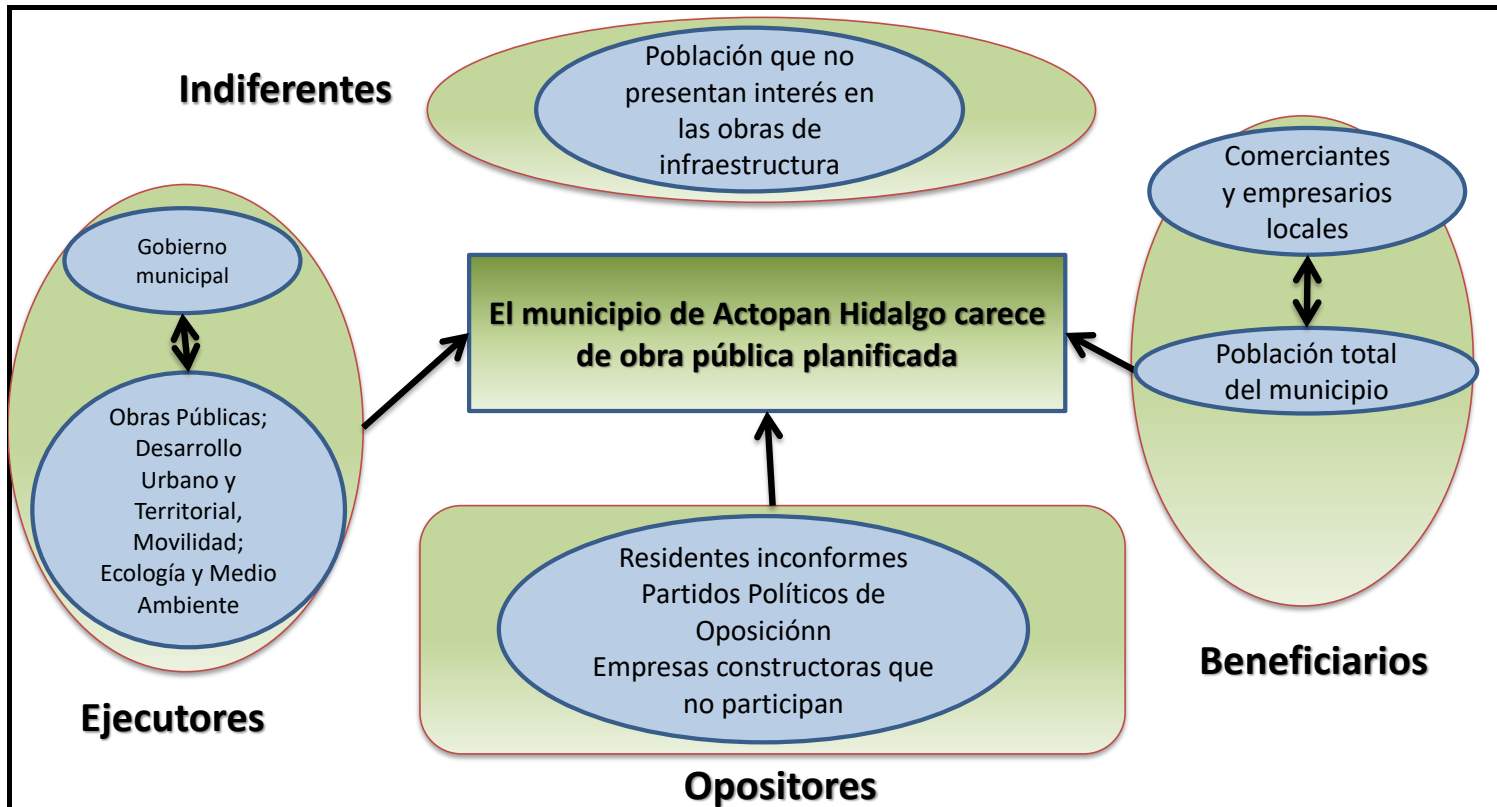 Indiferentes
Población que no
presentan interés en
las obras de
infraestructura
Comerciantes
y empresarios
locales
Gobierno
municipal
El municipio de Actopan Hidalgo carece
de obra pública planificada
Población total
del municipio
Obras Públicas;
Desarrollo
Urbano y
Territorial,
Movilidad;
Ecología y Medio
Ambiente
Residentes inconformes
Partidos Políticos de
Oposiciónn
Empresas constructoras que
no participan
Beneficiarios
Ejecutores
Opositores